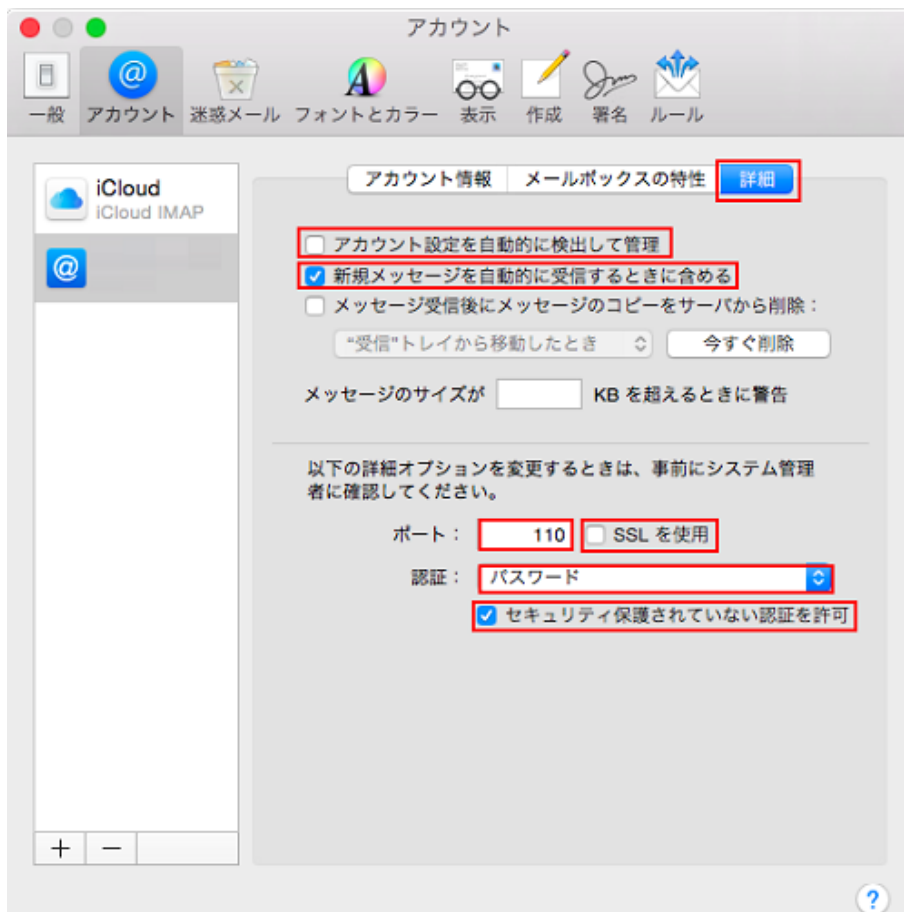 アカウント
一般 アカウント 迷惑メール フォントとカラー 表示 作成 署名 ルール
iCloud
iCloud IMAP
アカウント情報 メールボックスの特性 詳細
アカウント設定を自動的に検出して管理
新規メッセージを自動的に受信するときに含める
メッセージ受信後にメッセージのコピーをサーバから削除：
"受信"トレイから移動したとき 今すぐ削除
メッセージのサイズが KB を超えるときに警告
以下の詳細オプションを変更するときは、事前にシステム管理
者に確認してください。
ポート： 110 SSL を使用
認証： パスワード
セキュリティ保護されていない認証を許可